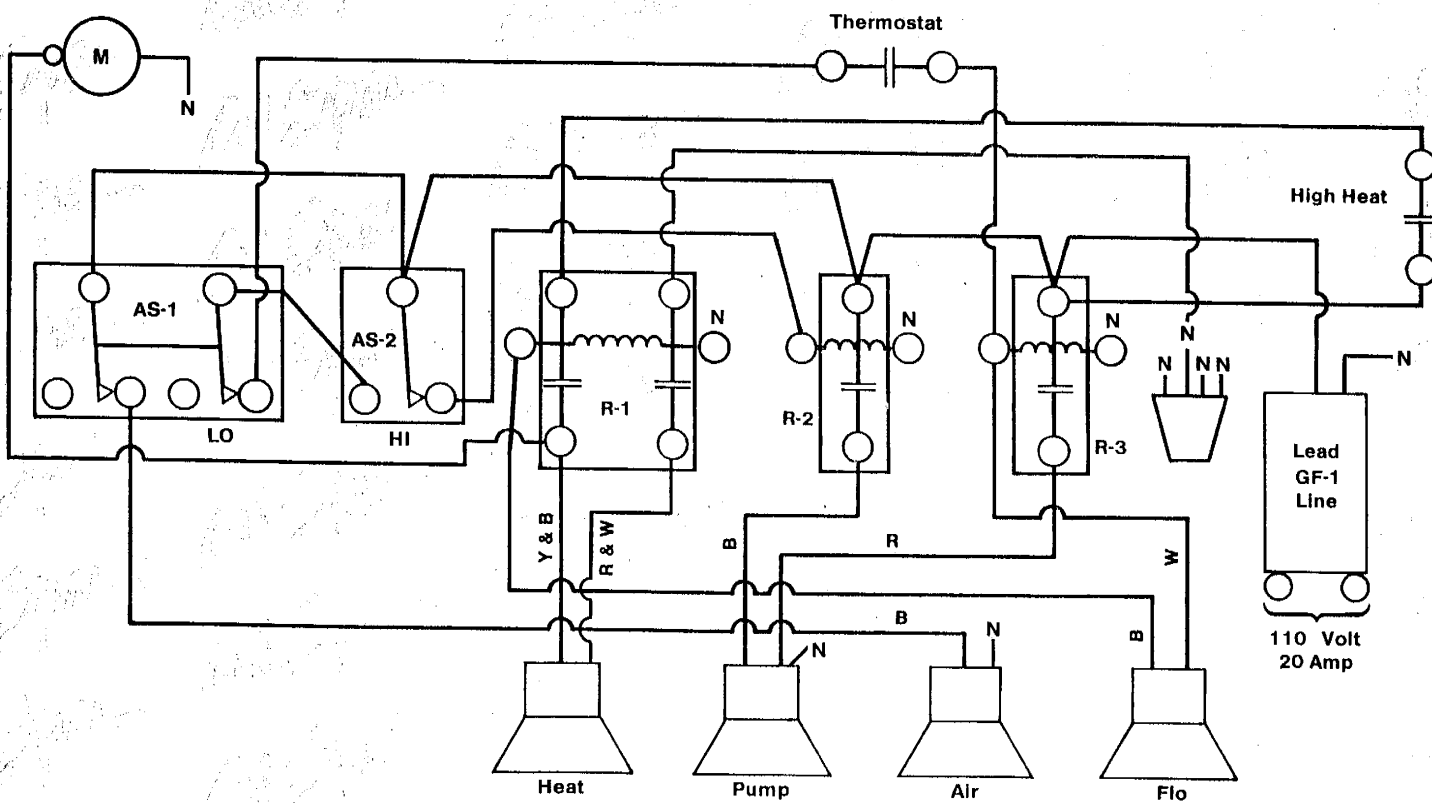 Thermostat
M
N
High Heat
AS-1
AS-2
LO
HI
R-1
N
R-2
N
R-3
N
N
N
N N
N
Lead
GF-1
Line
110 Volt
20 Amp
Y & B
R & W
B
R
W
B
B
N
N
Heat
Pump
Air
Flo